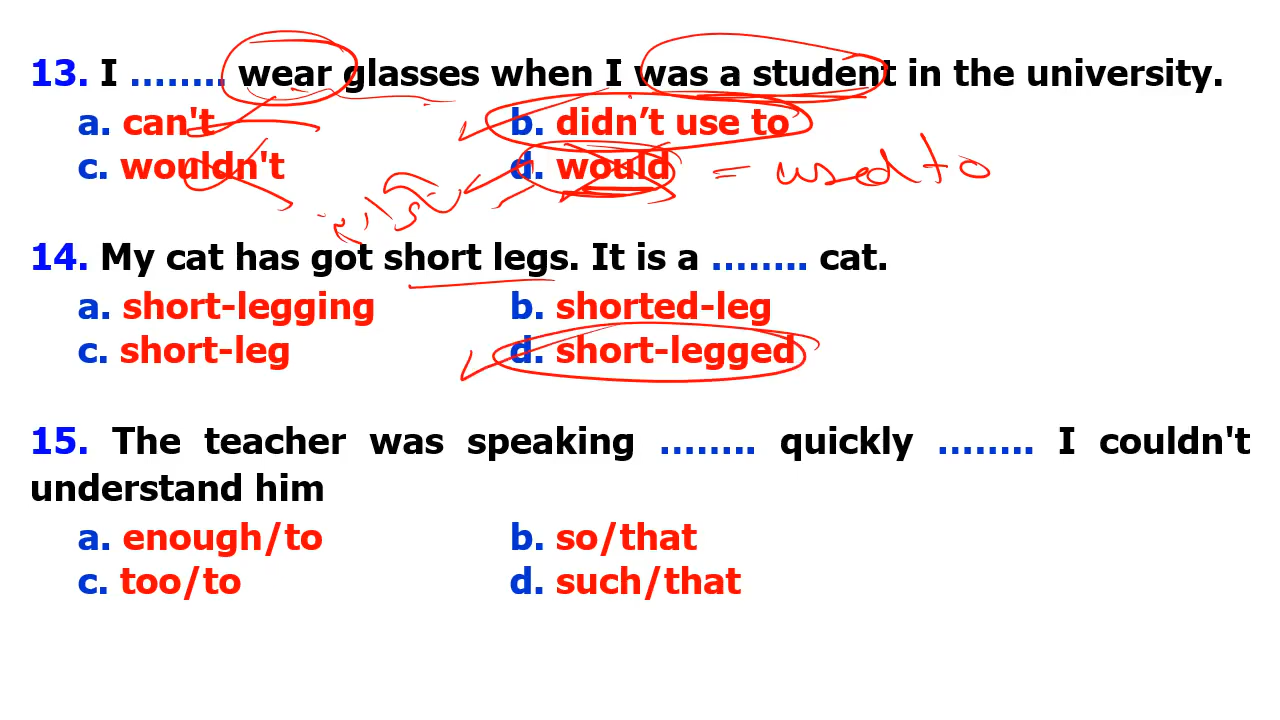 13. I ........ wear glasses when I was a student in the university.
a. can't b. didn’t use to
c. wouldn't d. would = used to
14. My cat has got short legs. It is a ........ cat.
a. short-legging b. shorted-leg
c. short-leg d. short-legged
15. The teacher was speaking ........ quickly ........ I couldn't
understand him
a. enough/to b. so/that
c. too/to d. such/that